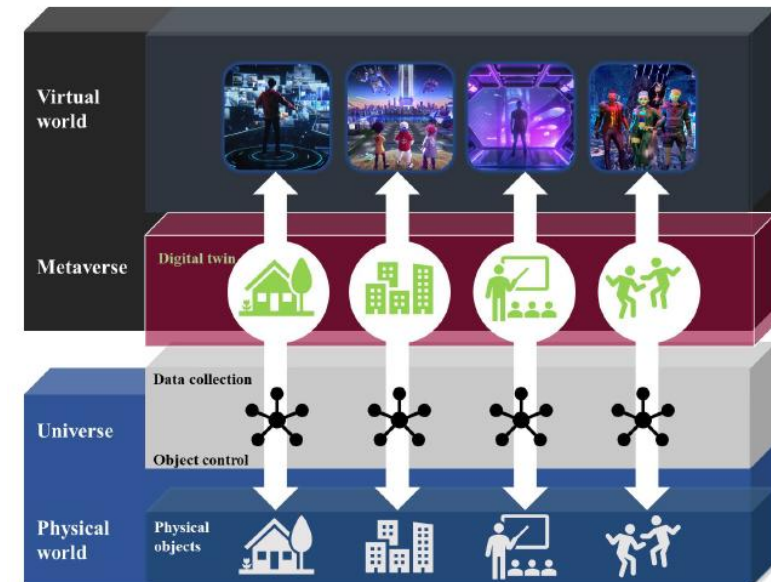 Virtual
world
Metaverse
Digital twin
Data collection
Universe
Object control
Physical
world
Physical
objects